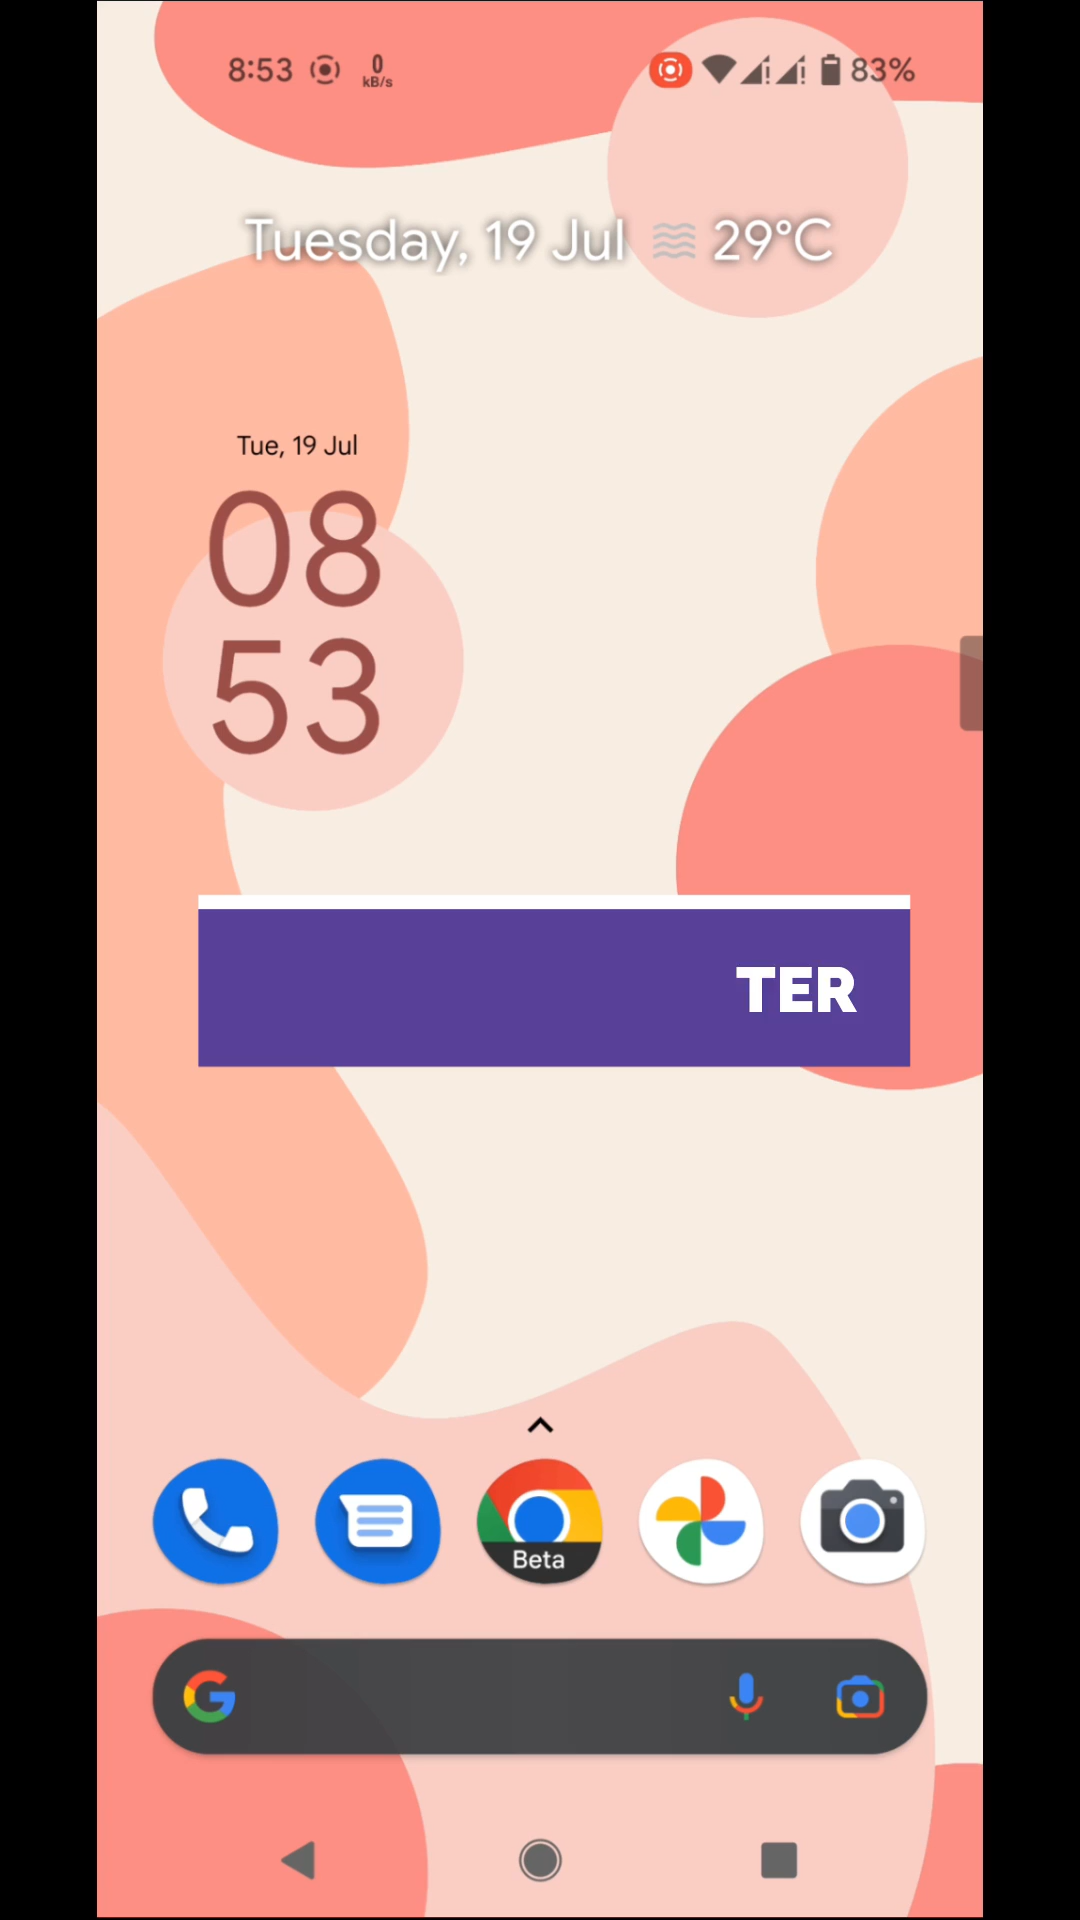 8:53 0 kB/s 83%
Tuesday, 19 Jul 29°C
Tue, 19 Jul
08
53
TER
Beta